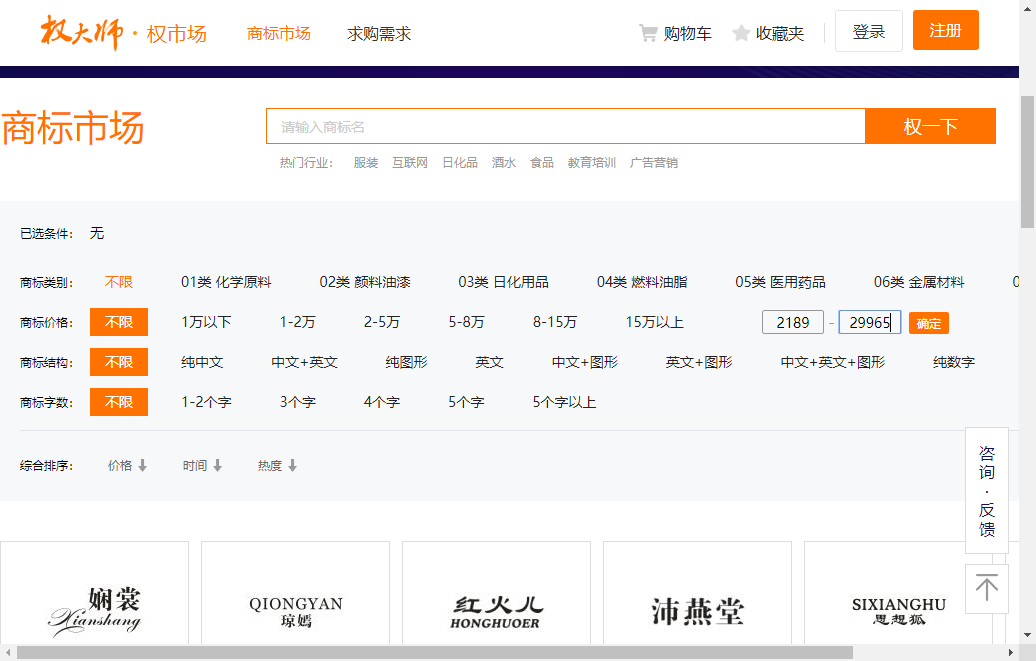 权大师·权市场 商标市场 求购需求 购物车 收藏夹 登录 注册
商标市场 请输入商标名 权一下
热门行业： 服装 互联网 日化品 酒水 食品 教育培训 广告营销
已选条件： 无
商标类别： 不限 01类 化学原料 02类 颜料油漆 03类 日化用品 04类 燃料油脂 05类 医用药品 06类 金属材料 0
商标价格： 不限 1万以下 1-2万 2-5万 5-8万 8-15万 15万以上 2189 - 29965 确定
商标结构： 不限 纯中文 中文+英文 纯图形 英文 中文+图形 英文+图形 中文+英文+图形 纯数字
商标字数： 不限 1-2个字 3个字 4个字 5个字 5个字以上
综合排序： 价格 时间 热度
咨询·反馈
娴裳
Xianshang
QIONGYAN
琼嫣
红火儿
HONGHUOER
沛燕堂
SIXIANGHU
思想狐